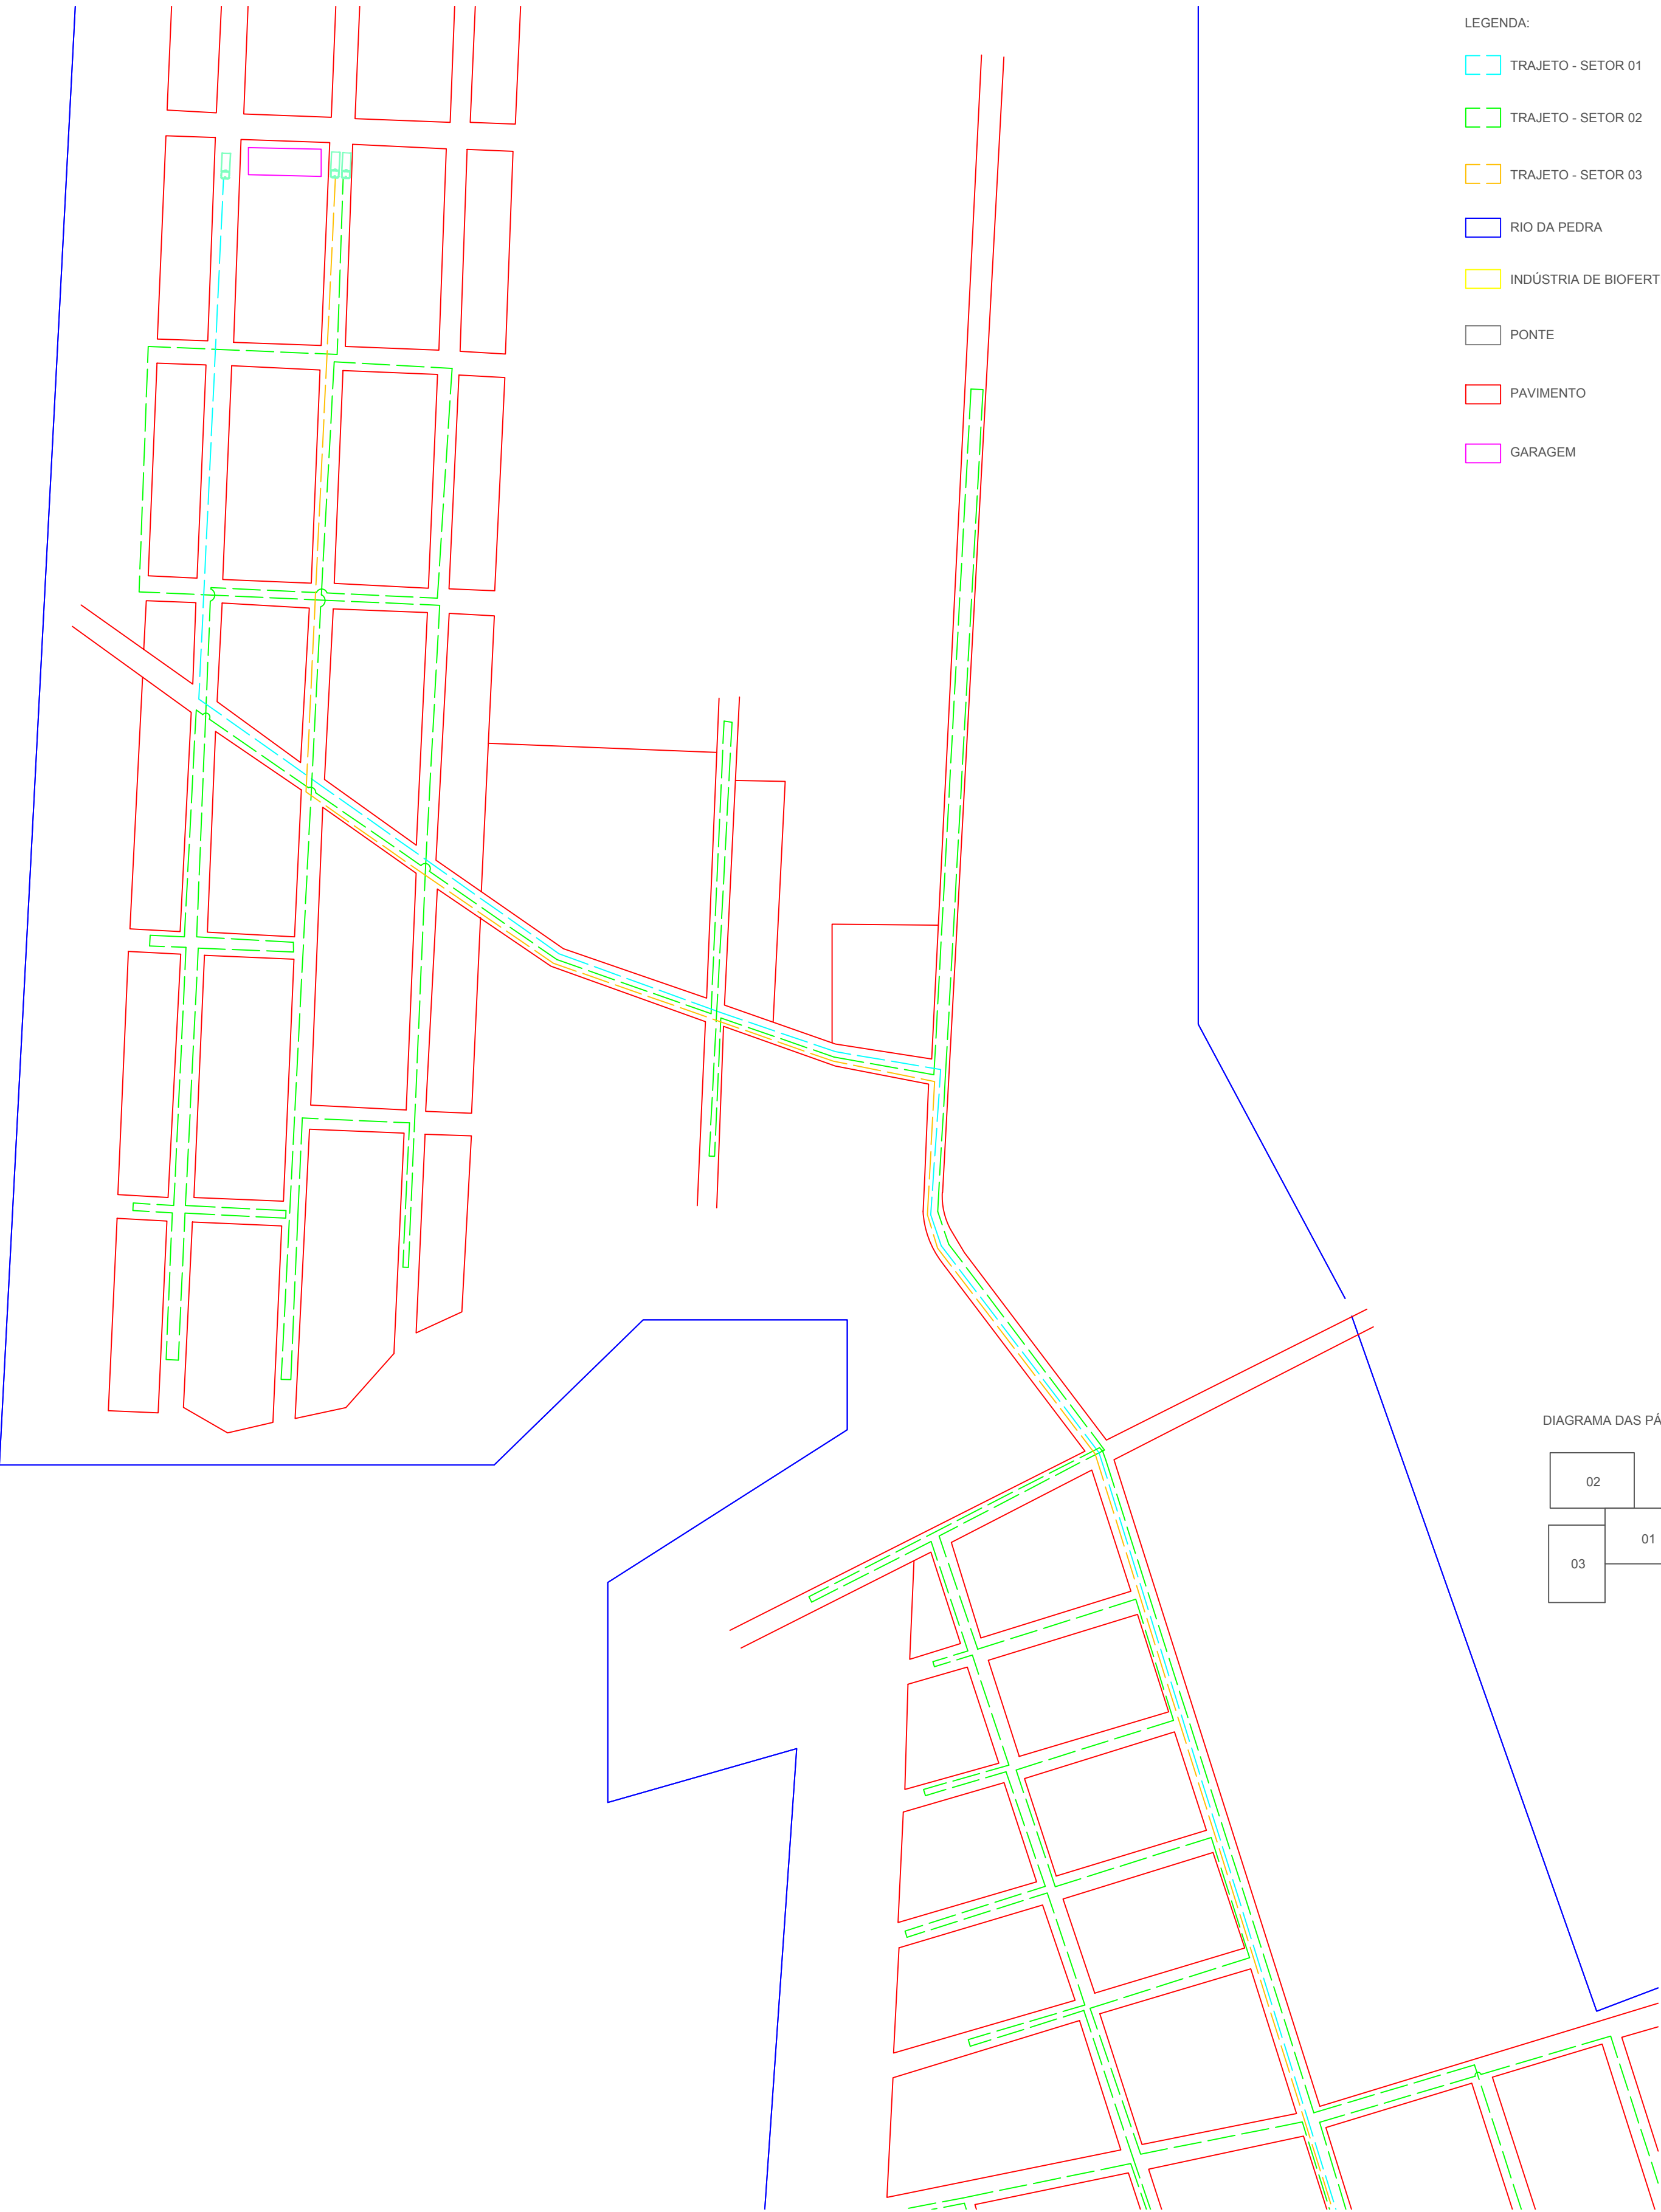 LEGENDA:
TRAJETO - SETOR 01
TRAJETO - SETOR 02
TRAJETO - SETOR 03
RIO DA PEDRA
INDÚSTRIA DE BIOFERT
PONTE
PAVIMENTO
GARAGEM
DIAGRAMA DAS PÁ
02
01
03